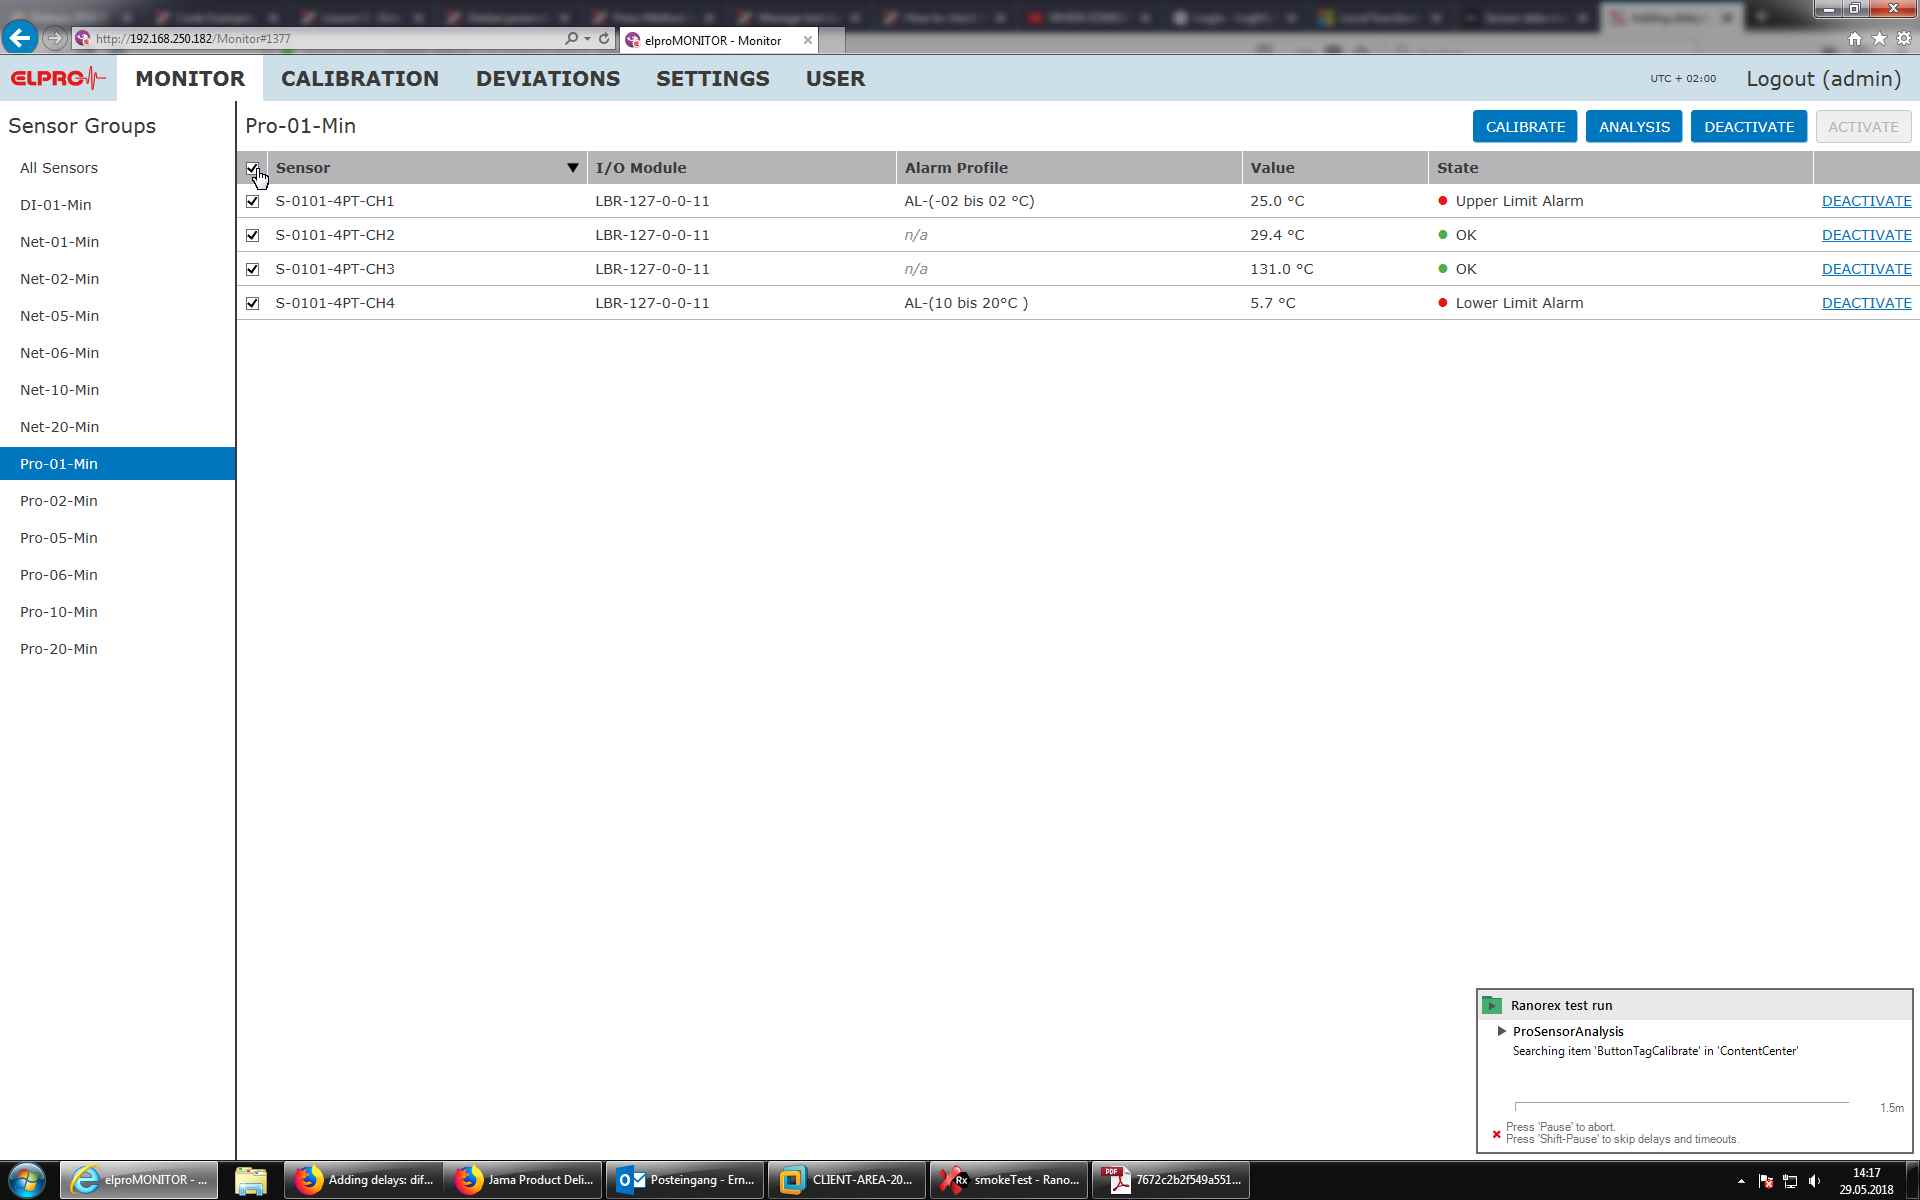 http://192.168.250.182/Monitor#1377
elproMONITOR - Monitor
ELPRO MONITOR CALIBRATION DEVIATIONS SETTINGS USER UTC + 02:00 Logout (admin)
Sensor Groups
All Sensors
DI-01-Min
Net-01-Min
Net-02-Min
Net-05-Min
Net-06-Min
Net-10-Min
Net-20-Min
Pro-01-Min
Pro-02-Min
Pro-05-Min
Pro-06-Min
Pro-10-Min
Pro-20-Min
Pro-01-Min CALIBRATE ANALYSIS DEACTIVATE ACTIVATE
Sensor I/O Module Alarm Profile Value State
S-0101-4PT-CH1 LBR-127-0-0-11 AL-(-02 bis 02 °C) 25.0 °C Upper Limit Alarm DEACTIVATE
S-0101-4PT-CH2 LBR-127-0-0-11 n/a 29.4 °C OK DEACTIVATE
S-0101-4PT-CH3 LBR-127-0-0-11 n/a 131.0 °C OK DEACTIVATE
S-0101-4PT-CH4 LBR-127-0-0-11 AL-(10 bis 20°C ) 5.7 °C Lower Limit Alarm DEACTIVATE
Ranorex test run
ProSensorAnalysis
Searching item 'ButtonTagCalibrate' in 'ContentCenter'
1.5m
Press 'Pause' to abort.
Press 'Shift-Pause' to skip delays and timeouts.
elproMONITOR - ...
Adding delays: dif...
Jama Product Deli...
Posteingang - Ern...
CLIENT-AREA-20...
Rx smokeTest - Rano...
PDF 7672c2b2f549a551...
14:17
29.05.2018